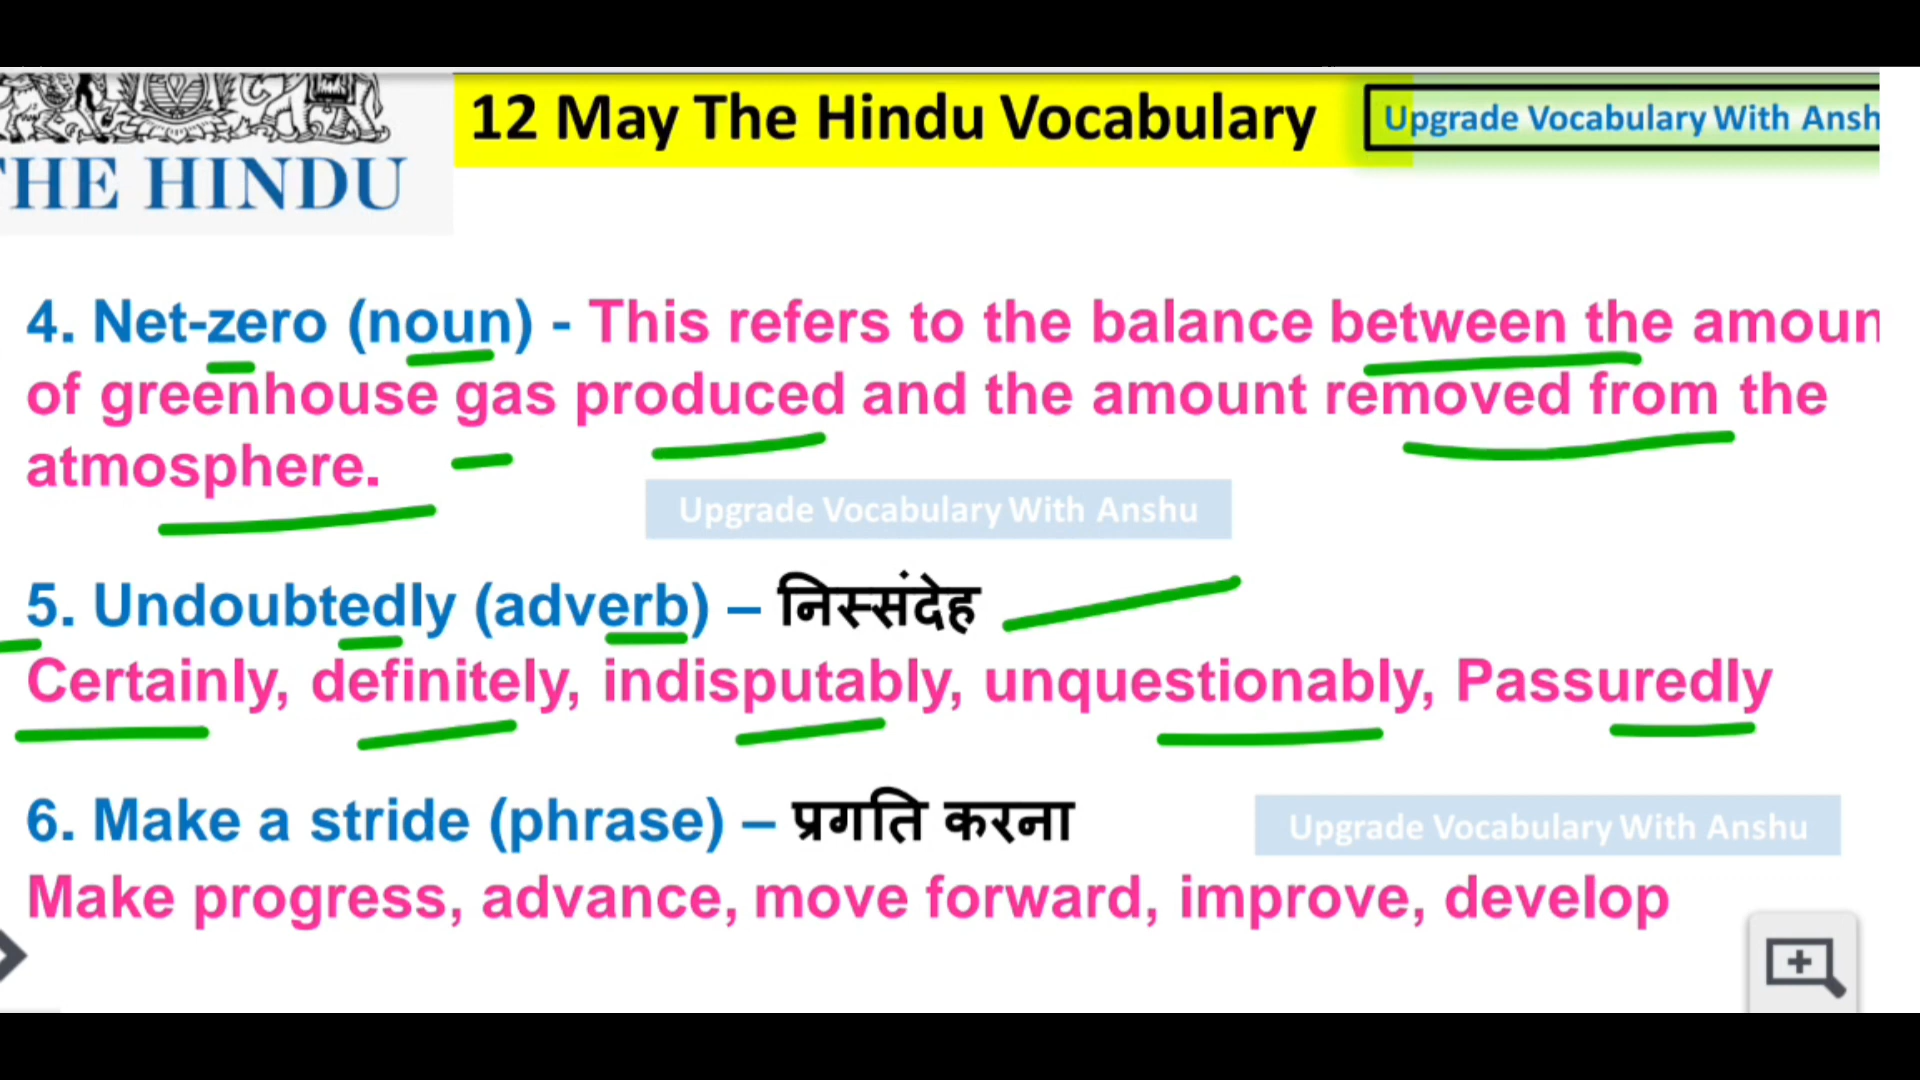 THE HINDU
12 May The Hindu Vocabulary
Upgrade Vocabulary With Ansh
4. Net-zero (noun) - This refers to the balance between the amoun
of greenhouse gas produced and the amount removed from the
atmosphere.
Upgrade Vocabulary With Anshu
5. Undoubtedly (adverb) – निस्संदेह
Certainly, definitely, indisputably, unquestionably, Passuredly
6. Make a stride (phrase) – प्रगति करना
Upgrade Vocabulary With Anshu
Make progress, advance, move forward, improve, develop